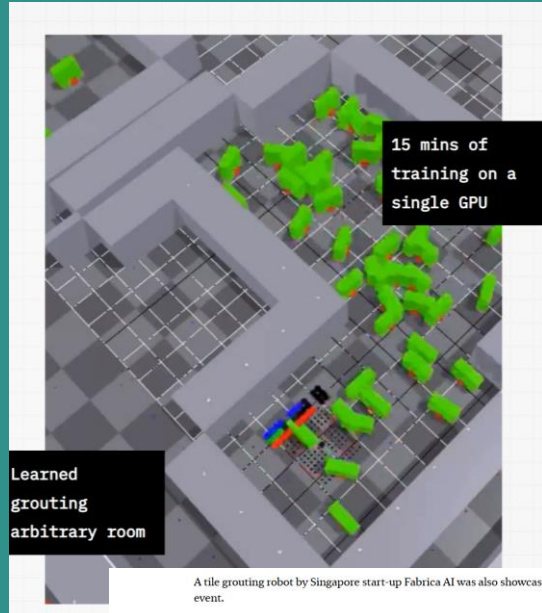 15 mins of
training on a
single GPU
Learned
grouting
arbitrary room
A tile grouting robot by Singapore start-up Fabrica AI was also showcas
event.